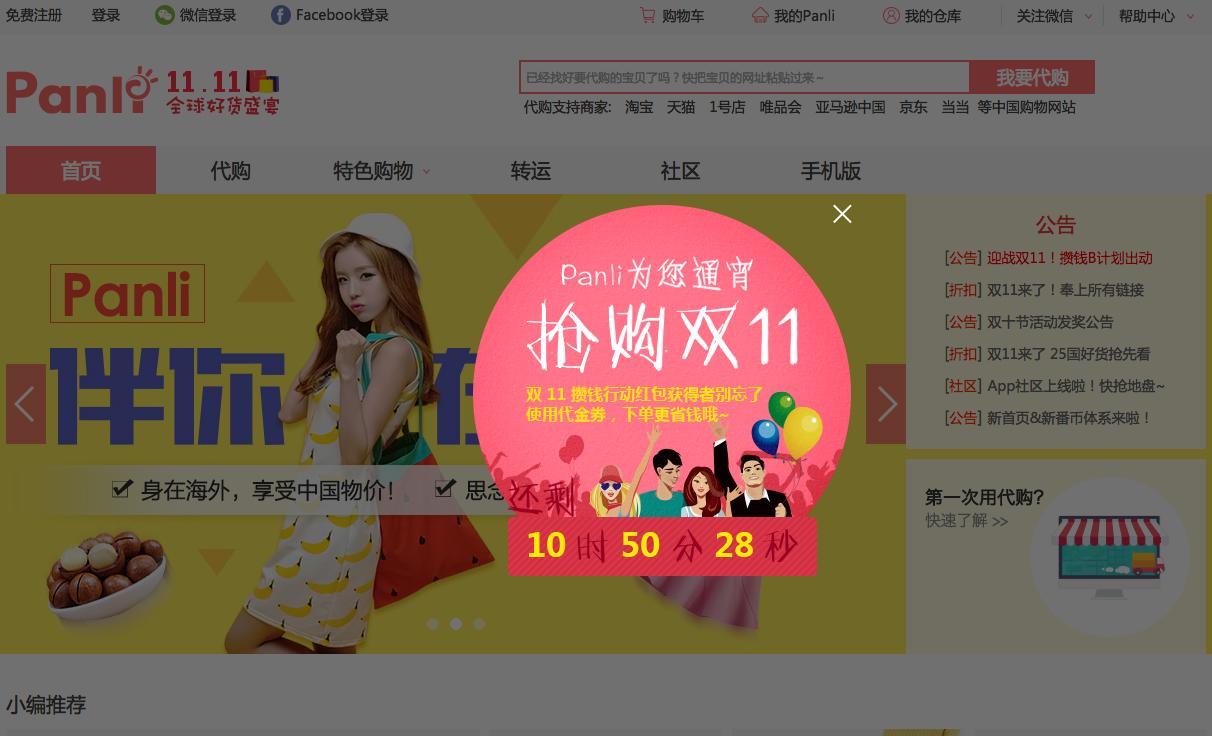 免费注册 登录 微信登录 Facebook登录 购物车 我的Panli 我的仓库 关注微信 帮助中心
Panli 11.11
全球好货盛宴
已经找好要代购的宝贝了吗？快把宝贝的网址粘贴过来~ 我要代购
代购支持商家: 淘宝 天猫 1号店 唯品会 亚马逊中国 京东 当当 等中国购物网站
首页 代购 特色购物 转运 社区 手机版
Panli
伴你
在
身在海外，享受中国物价！
思念
Panli为您通宵
抢购双11
双 11 攒钱行动红包获得者别忘了
使用代金券，下单更省钱哦~
还剩
10 时 50 分 28 秒
公告
[公告] 迎战双11！攒钱B计划出动
[折扣] 双11来了！奉上所有链接
[公告] 双十节活动发奖公告
[折扣] 双11来了 25国好货抢先看
[社区] App社区上线啦！快抢地盘~
[公告] 新首页&新番币体系来啦！
第一次用代购?
快速了解 >>
小编推荐